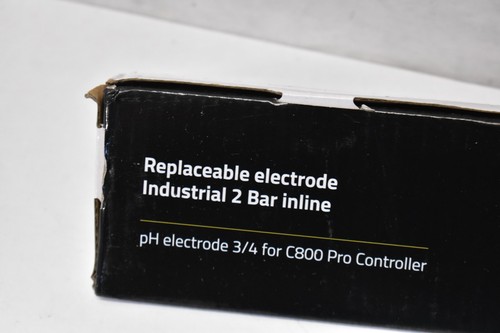 Replaceable electrode
Industrial 2 Bar inline
pH electrode 3/4 for C800 Pro Controller